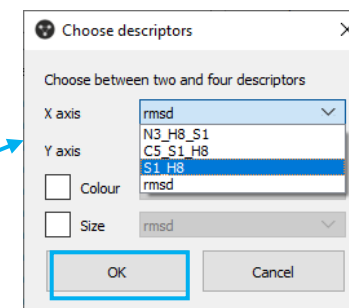 Choose descriptors
Choose between two and four descriptors
X axis rmsd
N3_H8_S1
Y axis C5_S1_H8
S1_H8
Colour rmsd
Size rmsd
OK Cancel